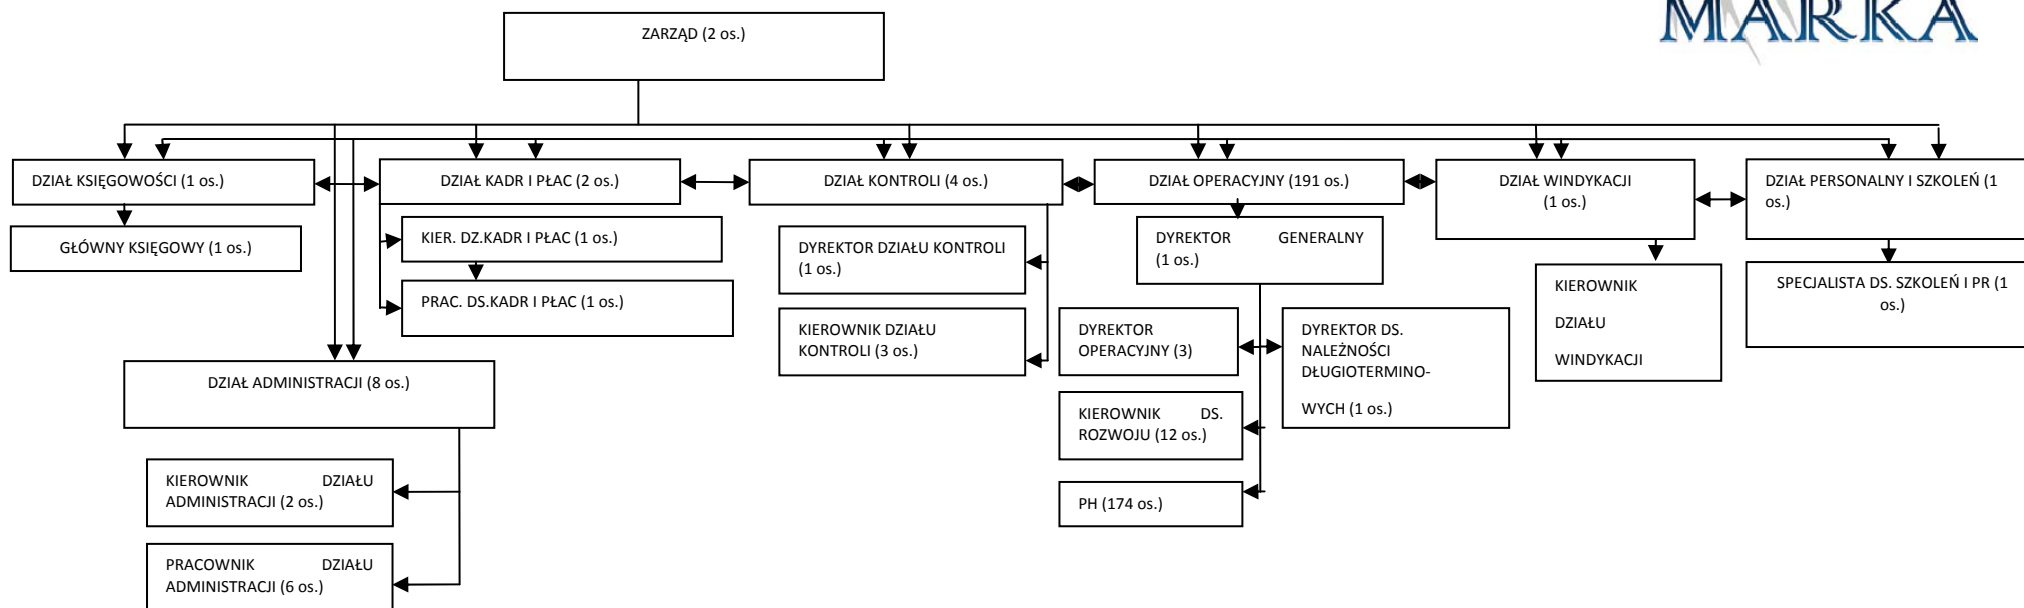 MARKA
ZARZĄD (2 os.)
DZIAŁ KSIĘGOWOŚCI (1 os.)
DZIAŁ KADR I PŁAC (2 os.)
DZIAŁ KONTROLI (4 os.)
DZIAŁ OPERACYJNY (191 os.)
DZIAŁ WINDYKACJI
(1 os.)
DZIAŁ PERSONALNY I SZKOLEŃ (1
os.)
GŁÓWNY KSIĘGOWY (1 os.)
KIER. DZ.KADR I PŁAC (1 os.)
PRAC. DS.KADR I PŁAC (1 os.)
DYREKTOR DZIAŁU KONTROLI
(1 os.)
KIEROWNIK DZIAŁU
KONTROLI (3 os.)
DYREKTOR GENERALNY
(1 os.)
DYREKTOR
OPERACYJNY (3)
DYREKTOR DS.
NALEŻNOŚCI
DŁUGIOTERMINO-
WYCH (1 os.)
KIEROWNIK DS.
ROZWOJU (12 os.)
PH (174 os.)
KIEROWNIK
DZIAŁU
WINDYKACJI
SPECJALISTA DS. SZKOLEŃ I PR (1
os.)
DZIAŁ ADMINISTRACJI (8 os.)
KIEROWNIK DZIAŁU
ADMINISTRACJI (2 os.)
PRACOWNIK DZIAŁU
ADMINISTRACJI (6 os.)